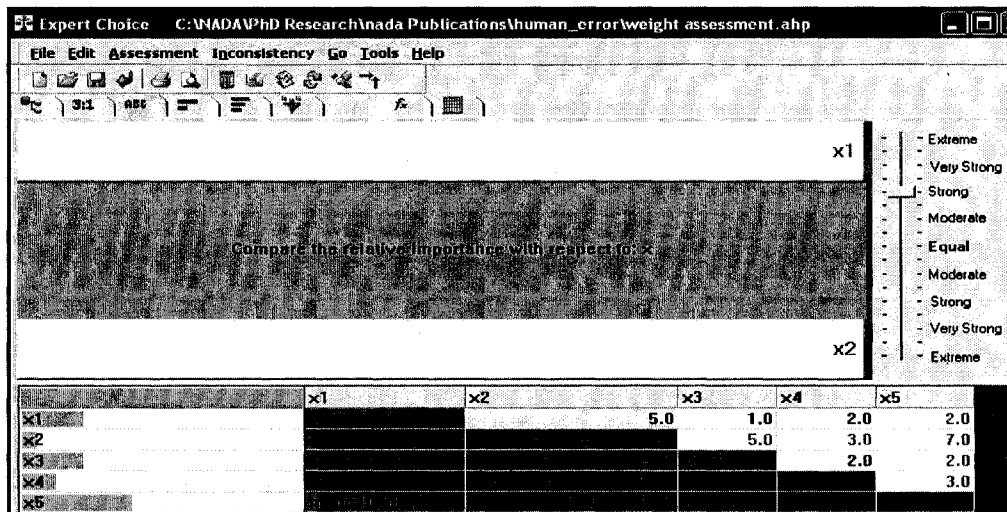 Expert Choice C:\NADA\PhD Research\nada Publications\human_error\weight assessment.ahp
File Edit Assessment Inconsistency Go Tools Help
3:1 ABC
x1
Compare the relative importance with respect to: x
x2
Extreme
Very Strong
Strong
Moderate
Equal
Moderate
Strong
Very Strong
Extreme
x1 x2 x3 x4 x5
x1 5.0 1.0 2.0 2.0
x2 5.0 3.0 7.0
x3 2.0 2.0
x4 3.0
x5